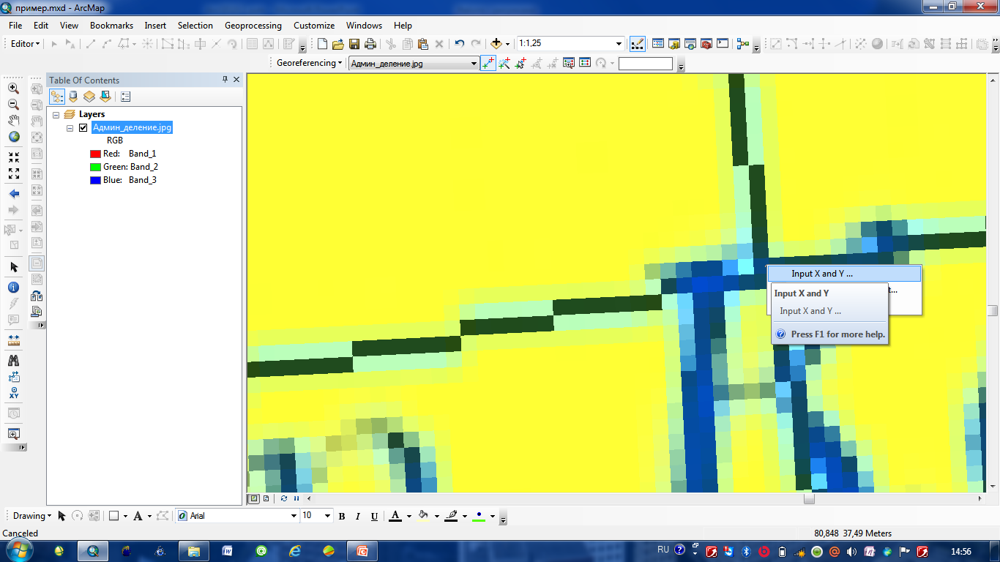 пример.mxd - ArcMap
File Edit View Bookmarks Insert Selection Geoprocessing Customize Windows Help
Editor 1:1,25
Georeferencing Админ_деление.jpg
Table Of Contents
Layers
Админ_деление.jpg
RGB
Red: Band_1
Green: Band_2
Blue: Band_3
Input X and Y ...
t...
Input X and Y
Input X and Y ...
Press F1 for more help.
XY
Drawing A Arial 10 B I U A
Canceled 80,848 37,49 Meters
RU 14:56